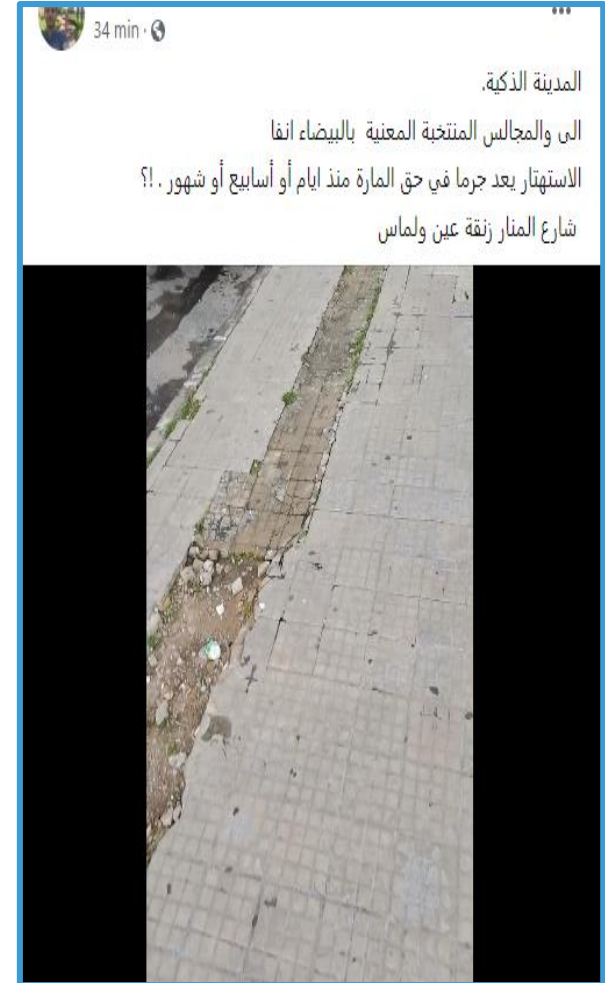 34 min ·
المدينة الذكية.
الى والمجالس المنتخبة المعنية بالبيضاء انفا
الاستهتار يعد جرما في حق المارة منذ ايام أو أسابيع أو شهور . !؟
شارع المنار زنقة عين ولماس